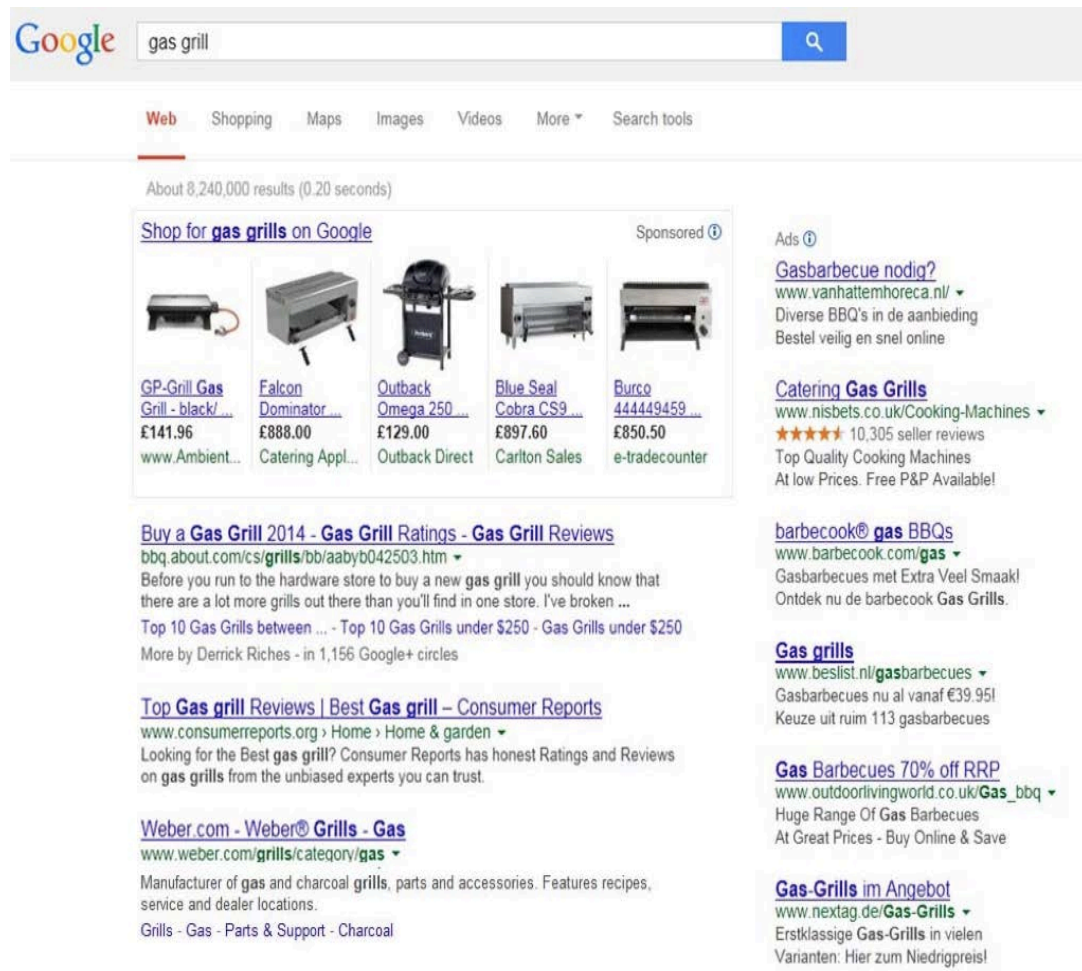 Google
gas grill
Web Shopping Maps Images Videos More Search tools
About 8,240,000 results (0.20 seconds)
Shop for gas grills on Google
Sponsored
GP-Grill Gas
Grill - black/ ...
£141.96
www.Ambient...
Falcon
Dominator ...
£888.00
Catering Appl...
Outback
Omega 250 ...
£129.00
Outback Direct
Blue Seal
Cobra CS9 ...
£897.60
Carlton Sales
Burco
444449459 ...
£850.50
e-tradecounter
Buy a Gas Grill 2014 - Gas Grill Ratings - Gas Grill Reviews
bbq.about.com/cs/grills/bb/aabyb042503.htm
Before you run to the hardware store to buy a new gas grill you should know that
there are a lot more grills out there than you'll find in one store. I've broken ...
Top 10 Gas Grills between ... - Top 10 Gas Grills under $250 - Gas Grills under $250
More by Derrick Riches - in 1,156 Google+ circles
Top Gas grill Reviews | Best Gas grill – Consumer Reports
www.consumerreports.org › Home › Home & garden
Looking for the Best gas grill? Consumer Reports has honest Ratings and Reviews
on gas grills from the unbiased experts you can trust.
Weber.com - Weber® Grills - Gas
www.weber.com/grills/category/gas
Manufacturer of gas and charcoal grills, parts and accessories. Features recipes,
service and dealer locations.
Grills - Gas - Parts & Support - Charcoal
Ads
Gasbarbecue nodig?
www.vanhattemhoreca.nl/
Diverse BBQ's in de aanbieding
Bestel veilig en snel online
Catering Gas Grills
www.nisbets.co.uk/Cooking-Machines
10,305 seller reviews
Top Quality Cooking Machines
At low Prices. Free P&P Available!
barbecook® gas BBQs
www.barbecook.com/gas
Gasbarbecues met Extra Veel Smaak!
Ontdek nu de barbecook Gas Grills.
Gas grills
www.beslist.nl/gasbarbecues
Gasbarbecues nu al vanaf €39.95!
Keuze uit ruim 113 gasbarbecues
Gas Barbecues 70% off RRP
www.outdoorlivingworld.co.uk/Gas_bbq
Huge Range Of Gas Barbecues
At Great Prices - Buy Online & Save
Gas-Grills im Angebot
www.nextag.de/Gas-Grills
Erstklassige Gas-Grills in vielen
Varianten: Hier zum Niedrigpreis!